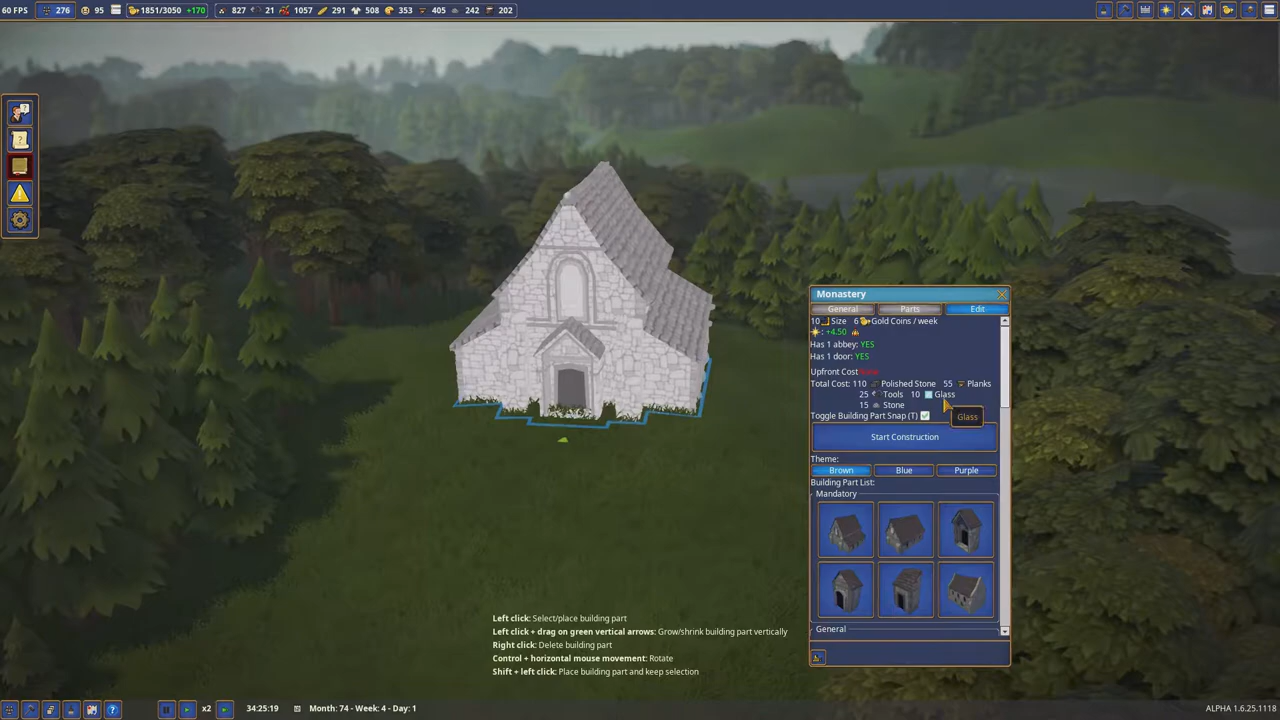 60 FPS 276 95 1851/3050 +170 827 21 1057 291 508 353 405 242 202
Monastery
General Parts Edit
10 Size 6 Gold Coins / week
: +4.50
Has 1 abbey: YES
Has 1 door: YES
Upfront Cost
Total Cost: 110 Polished Stone 55 Planks
25 Tools 10 Glass
15 Stone
Glass
Toggle Building Part Snap (T)
Start Construction
Theme:
Brown Blue Purple
Building Part List:
Mandatory
General
Left click: Select/place building part
Left click + drag on green vertical arrows: Grow/shrink building part vertically
Right click: Delete building part
Control + horizontal mouse movement: Rotate
Shift + left click: Place building part and keep selection
x2 34:25:19 Month: 74 - Week: 4 - Day: 1
ALPHA 1.6.25.1118